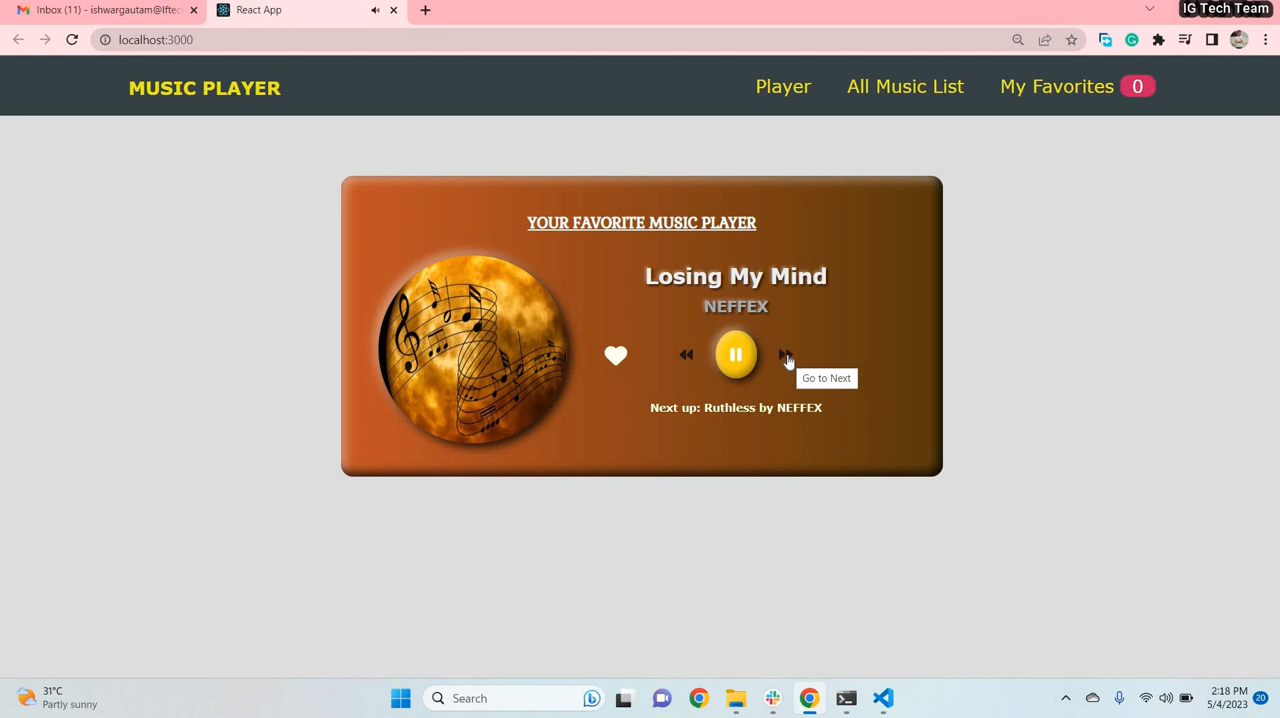 Inbox (11) - ishwargautam@lftec
React App
IG Tech Team
localhost:3000
MUSIC PLAYER
Player
All Music List
My Favorites 0
YOUR FAVORITE MUSIC PLAYER
Losing My Mind
NEFFEX
Go to Next
Next up: Ruthless by NEFFEX
31°C
Partly sunny
Search
2:18 PM
5/4/2023
20